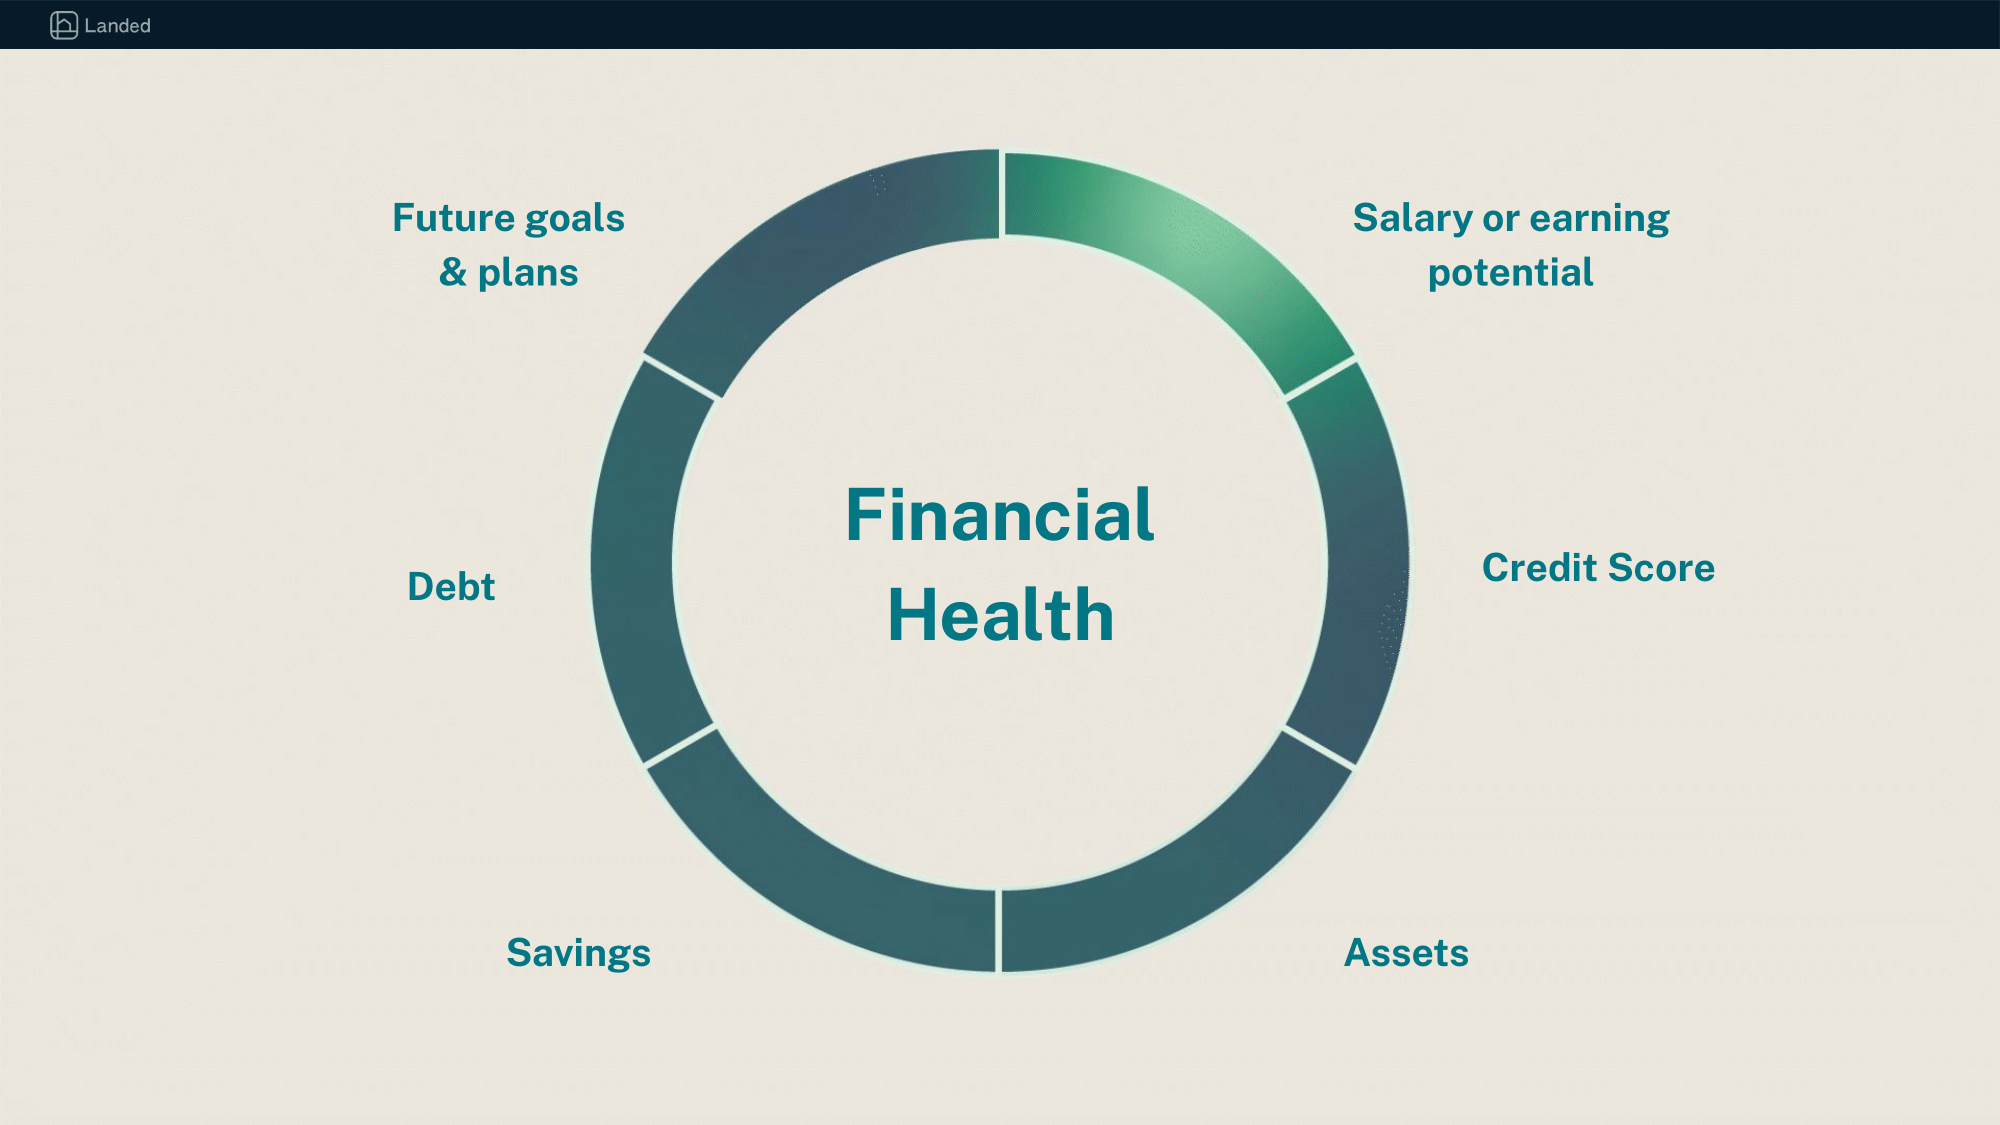 Landed
Future goals
& plans
Salary or earning
potential
Financial
Health
Debt
Credit Score
Savings
Assets